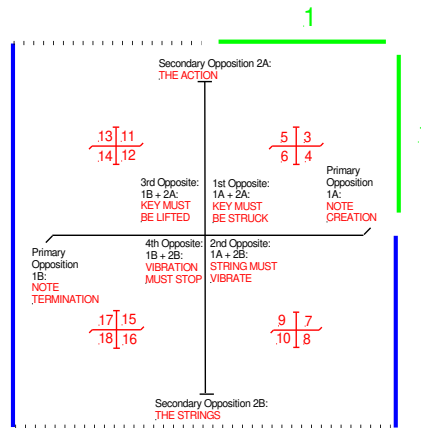 1
Secondary Opposition 2A:
THE ACTION
13 11
14 12
5 3
6 4
3rd Opposite:
1B + 2A:
KEY MUST
BE LIFTED
1st Opposite:
1A + 2A:
KEY MUST
BE STRUCK
Primary
Opposition
1A:
NOTE
CREATION
Primary
Opposition
1B:
NOTE
TERMINATION
4th Opposite:
1B + 2B:
VIBRATION
MUST STOP
2nd Opposite:
1A + 2B:
STRING MUST
VIBRATE
17 15
18 16
9 7
10 8
Secondary Opposition 2B:
THE STRINGS